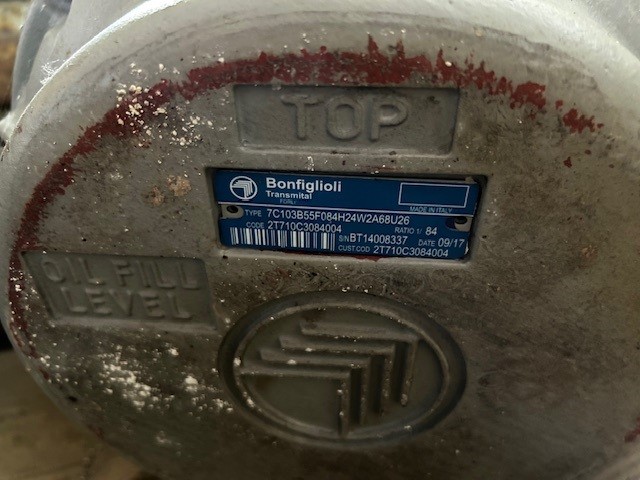 TOP
Bonfiglioli
Transmital
FORLI'
MADE IN ITALY
TYPE 7C103B55F084H24W2A68U26
CODE 2T710C3084004 RATIO 1/ 84
S/N BT14008337 DATE 09/17
CUST.COD 2T710C3084004
OIL FILL
LEVEL